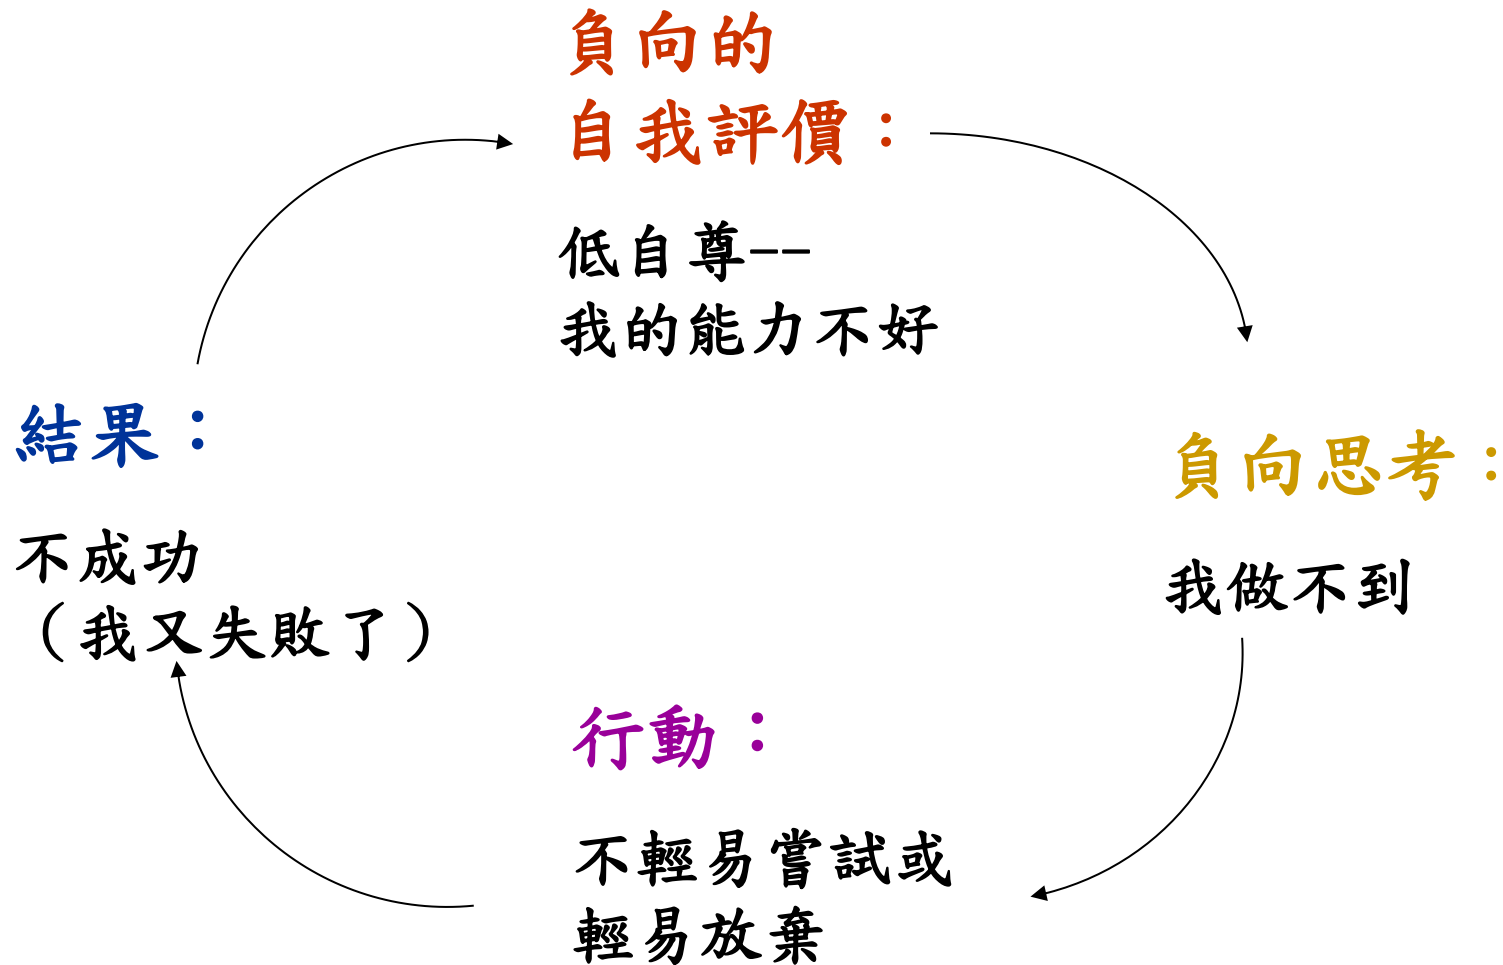 負向的
自我評價：
低自尊--
我的能力不好
負向思考：
我做不到
行動：
不輕易嘗試或
輕易放棄
結果：
不成功
（我又失敗了）